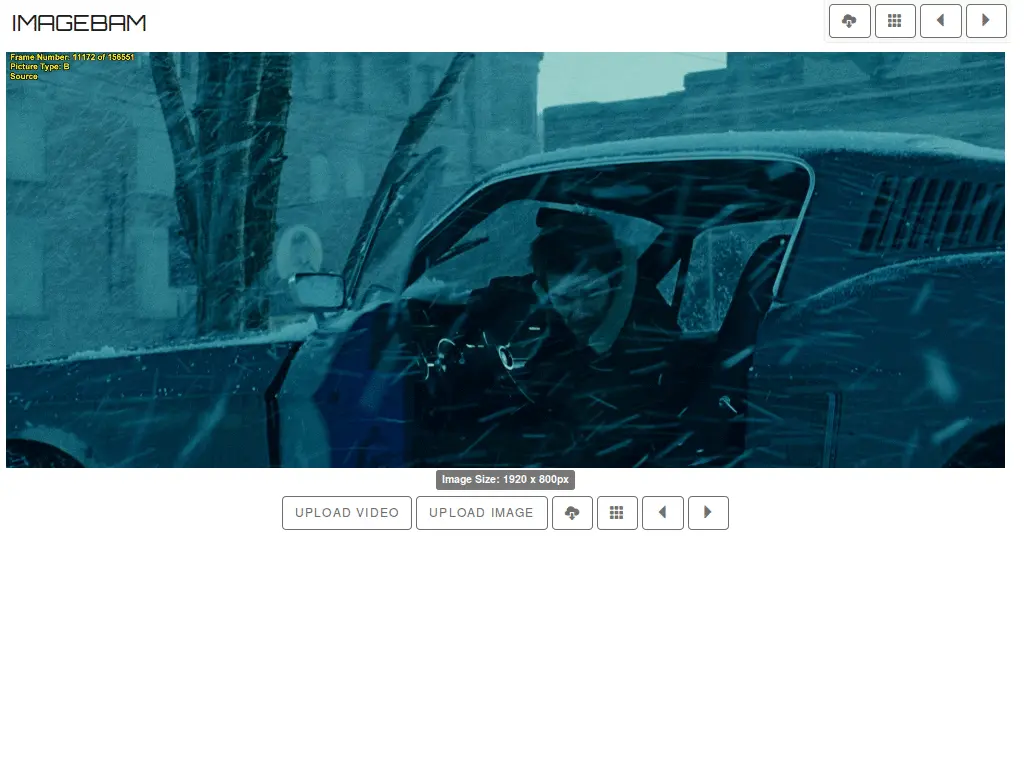 IMAGEBAM
Frame Number: 11172 of 156551
Picture Type: B
Source
Image Size: 1920 x 800px
UPLOAD VIDEO
UPLOAD IMAGE